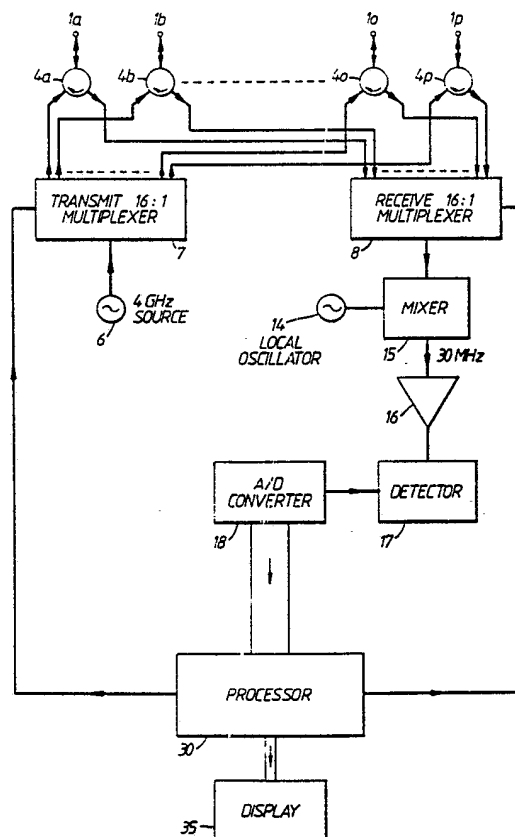 1a 1b 1o 1p
4a 4b 4o 4p
TRANSMIT 16:1
MULTIPLEXER
7
RECEIVE 16:1
MULTIPLEXER
8
4 GHz
SOURCE
6
14
LOCAL
OSCILLATOR
MIXER
15
30 MHz
16
A/D
CONVERTER
18
DETECTOR
17
PROCESSOR
30
DISPLAY
35